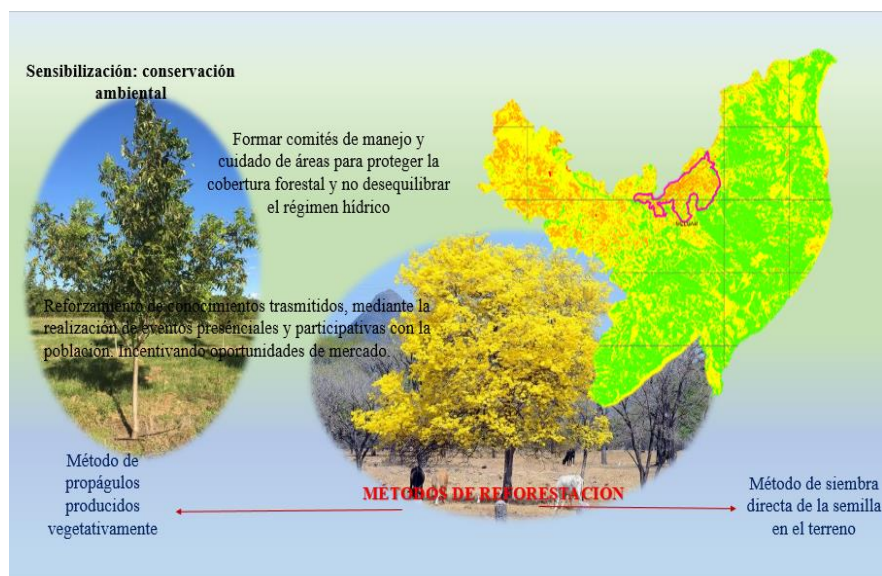 Sensibilización: conservación
ambiental
Formar comités de manejo y
cuidado de áreas para proteger la
cobertura forestal y no desequilibrar
el régimen hídrico
Reforzamiento de conocimientos trasmitidos, mediante la
realización de eventos presenciales y participativas con la
población. Incentivando oportunidades de mercado.
MÉTODOS DE REFORESTACIÓN
Método de
propágulos
producidos
vegetativamente
Método de siembra
directa de la semilla
en el terreno